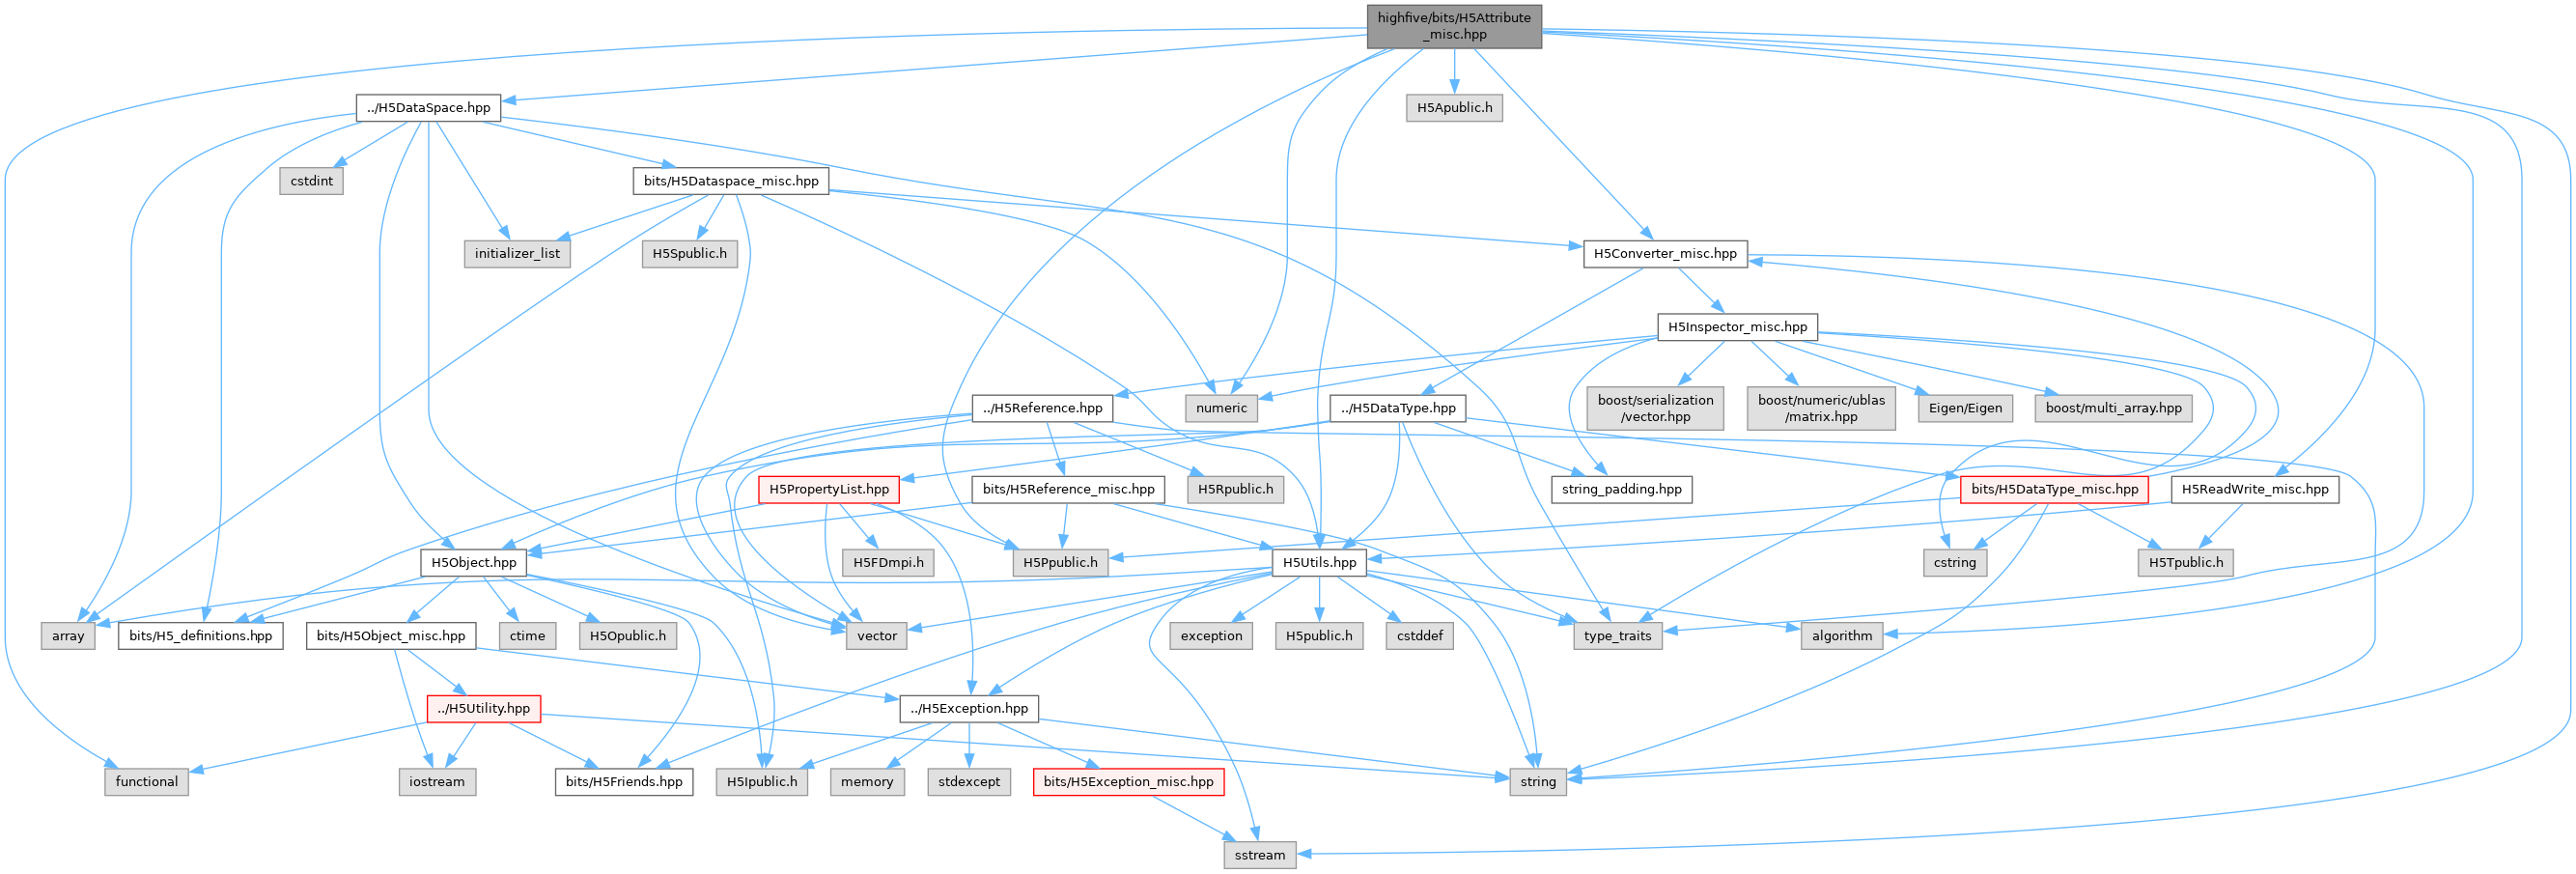 highfive/bits/H5Attribute
_misc.hpp
../H5DataSpace.hpp
H5Apublic.h
cstdint
bits/H5Dataspace_misc.hpp
initializer_list
H5Spublic.h
H5Converter_misc.hpp
H5Inspector_misc.hpp
../H5Reference.hpp
numeric
../H5DataType.hpp
boost/serialization
/vector.hpp
boost/numeric/ublas
/matrix.hpp
Eigen/Eigen
boost/multi_array.hpp
H5PropertyList.hpp
bits/H5Reference_misc.hpp
H5Rpublic.h
string_padding.hpp
bits/H5DataType_misc.hpp
H5ReadWrite_misc.hpp
H5Object.hpp
H5FDmpi.h
H5Ppublic.h
H5Utils.hpp
cstring
H5Tpublic.h
array
bits/H5_definitions.hpp
bits/H5Object_misc.hpp
ctime
H5Opublic.h
vector
exception
H5public.h
cstddef
type_traits
algorithm
../H5Utility.hpp
../H5Exception.hpp
functional
iostream
bits/H5Friends.hpp
H5Ipublic.h
memory
stdexcept
bits/H5Exception_misc.hpp
string
sstream